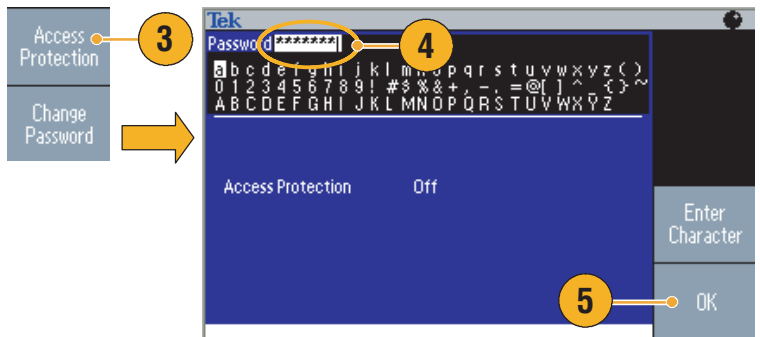 Access
Protection
3
Change
Password
Tek
Password *******
4
a b c d e f g h i j k l m n o p q r s t u v w x y z ( )
0 1 2 3 4 5 6 7 8 9 ! # $ % & + , - . = @ [ ] ^ _ { } ~
A B C D E F G H I J K L M N O P Q R S T U V W X Y Z
Access Protection Off
Enter
Character
5
OK